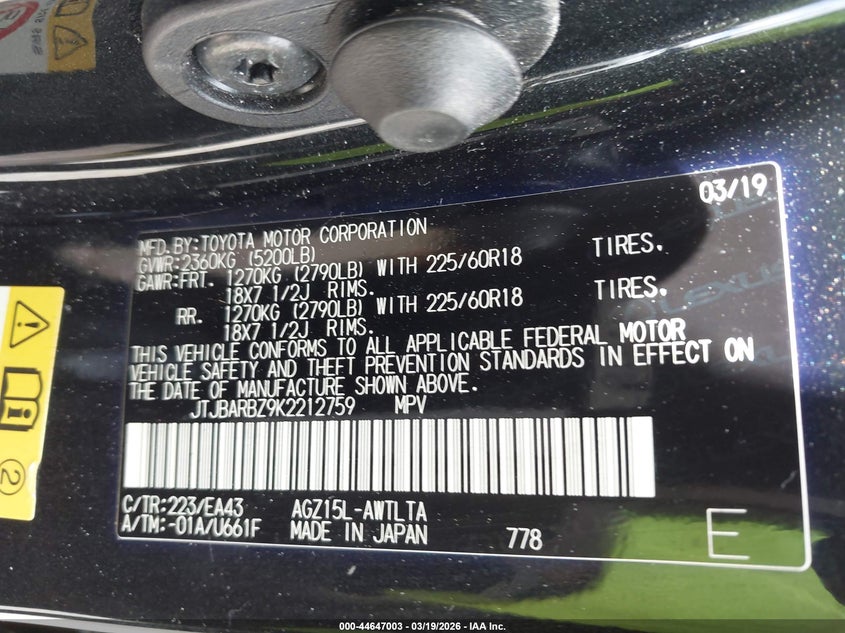 03/19
MFD. BY: TOYOTA MOTOR CORPORATION
GVWR: 2360KG (5200LB)
GAWR: FRT. 1270KG (2790LB) WITH 225/60R18 TIRES,
18X7 1/2J RIMS.
RR. 1270KG (2790LB) WITH 225/60R18 TIRES,
18X7 1/2J RIMS.
THIS VEHICLE CONFORMS TO ALL APPLICABLE FEDERAL MOTOR
VEHICLE SAFETY AND THEFT PREVENTION STANDARDS IN EFFECT ON
THE DATE OF MANUFACTURE SHOWN ABOVE.
JTJBARBZ9K2212759 MPV
C/TR: 223/EA43 AGZ15L-AWTLTA
A/TM: -01A/U661F MADE IN JAPAN 778
E
2
000-44647003 — 03/19/2026 — IAA Inc.